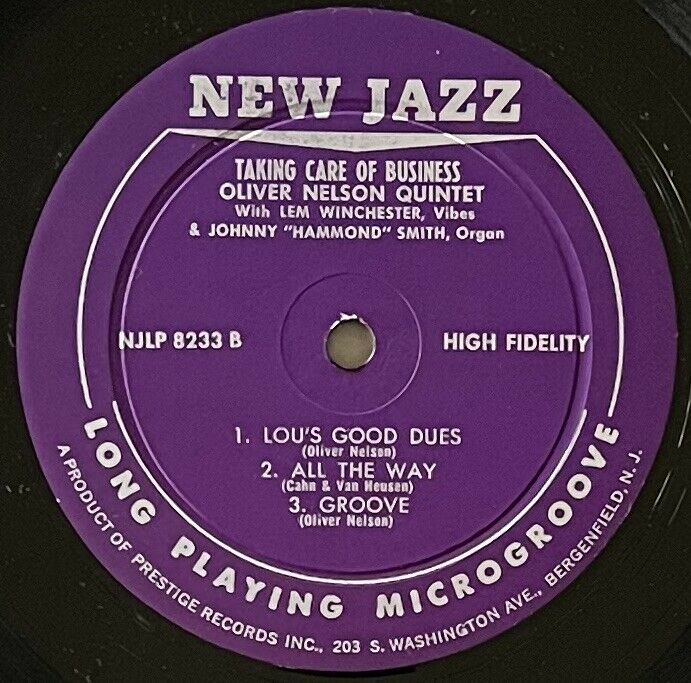 NEW JAZZ
TAKING CARE OF BUSINESS
OLIVER NELSON QUINTET
With LEM WINCHESTER, Vibes
& JOHNNY "HAMMOND" SMITH, Organ
NJLP 8233 B
HIGH FIDELITY
1. LOU'S GOOD DUES
(Oliver Nelson)
2. ALL THE WAY
(Cahn & Van Heusen)
3. GROOVE
(Oliver Nelson)
LONG PLAYING MICROGROOVE
A PRODUCT OF PRESTIGE RECORDS INC., 203 S. WASHINGTON AVE., BERGENFIELD, N. J.